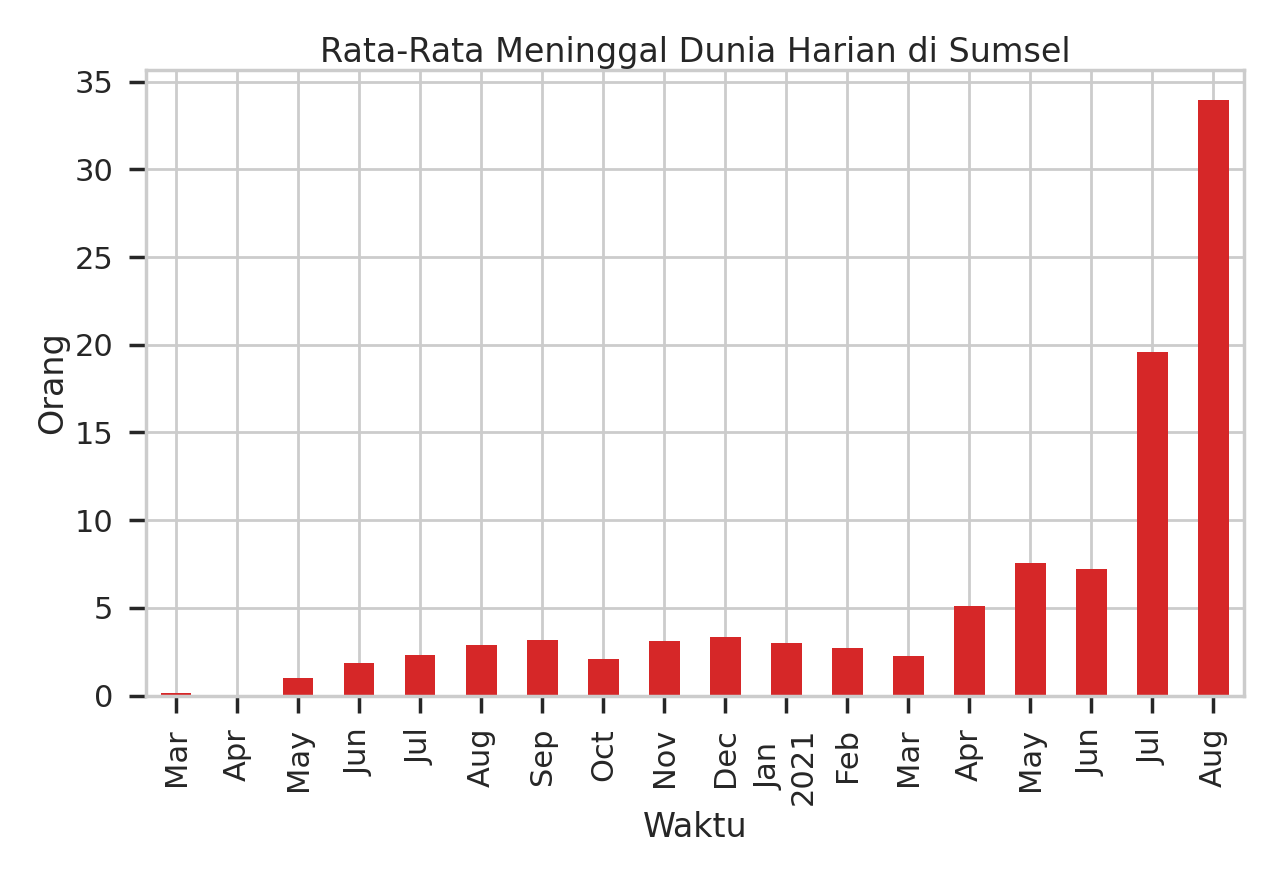 Rata-Rata Meninggal Dunia Harian di Sumsel
35
30
25
20
15
10
5
0
Orang
Mar
Apr
May
Jun
Jul
Aug
Sep
Oct
Nov
Dec
Jan
2021
Feb
Mar
Apr
May
Jun
Jul
Aug
Waktu